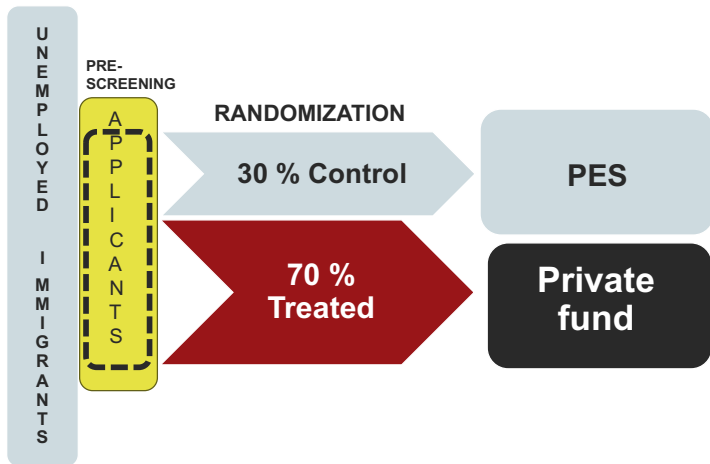 UNEMPLOYED IMMIGRANTS
PRE-
SCREENING
APPLICANTS
RANDOMIZATION
30 % Control
PES
70 %
Treated
Private
fund